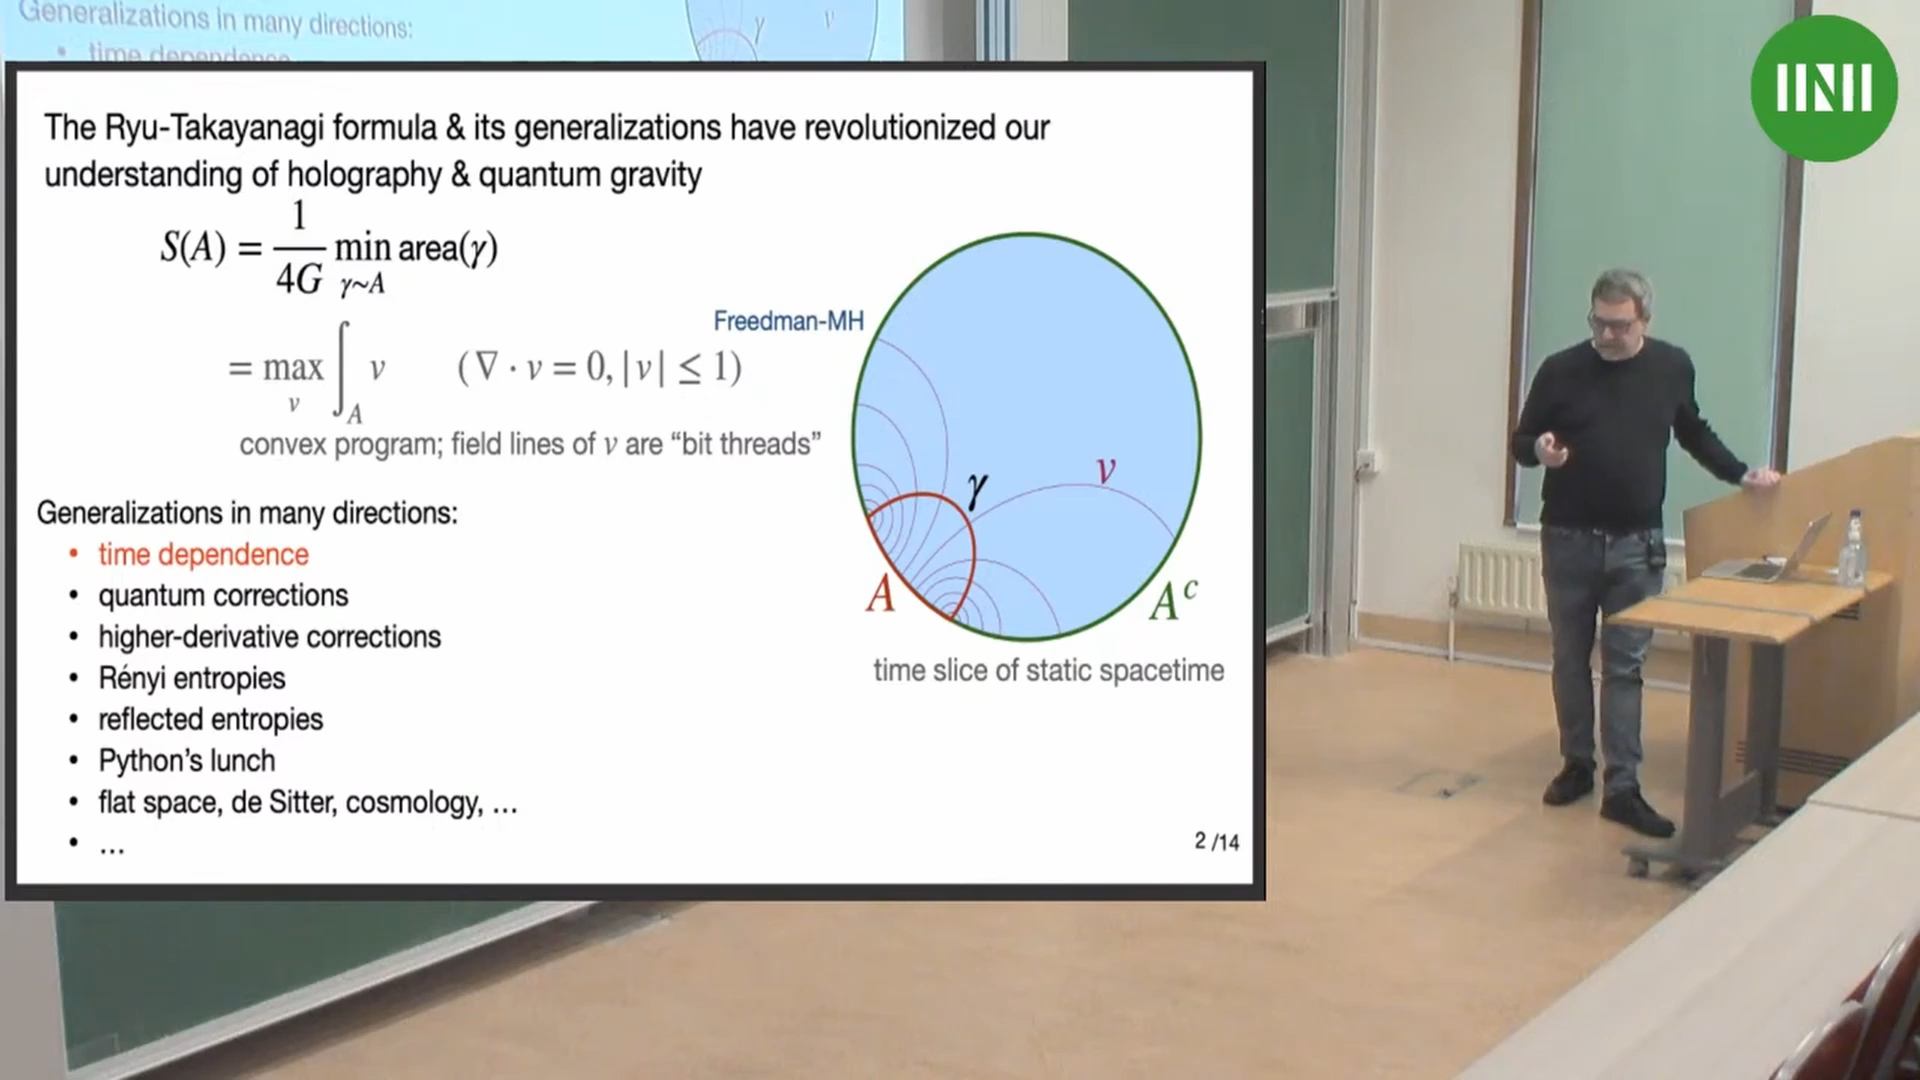 Generalizations in many directions:
• time dependence
γ
ν
The Ryu-Takayanagi formula & its generalizations have revolutionized our
understanding of holography & quantum gravity
S(A) = 1/4G min_{γ~A} area(γ)
Freedman-MH
= max_v ∫_A v (∇ · v = 0, |v| ≤ 1)
convex program; field lines of v are “bit threads”
v
γ
A
A^c
time slice of static spacetime
Generalizations in many directions:
• time dependence
• quantum corrections
• higher-derivative corrections
• Rényi entropies
• reflected entropies
• Python’s lunch
• flat space, de Sitter, cosmology, ...
• ...
2 /14